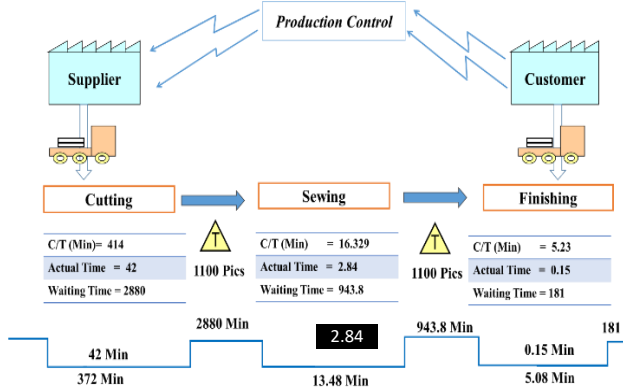 Production Control
Supplier
Customer
Cutting
Sewing
Finishing
C/T (Min)= 414
Actual Time = 42
Waiting Time = 2880
T
1100 Pics
C/T (Min) = 16.329
Actual Time = 2.84
Waiting Time = 943.8
T
1100 Pics
C/T (Min) = 5.23
Actual Time = 0.15
Waiting Time = 181
42 Min
372 Min
2880 Min
2.84
13.48 Min
943.8 Min
0.15 Min
5.08 Min
181